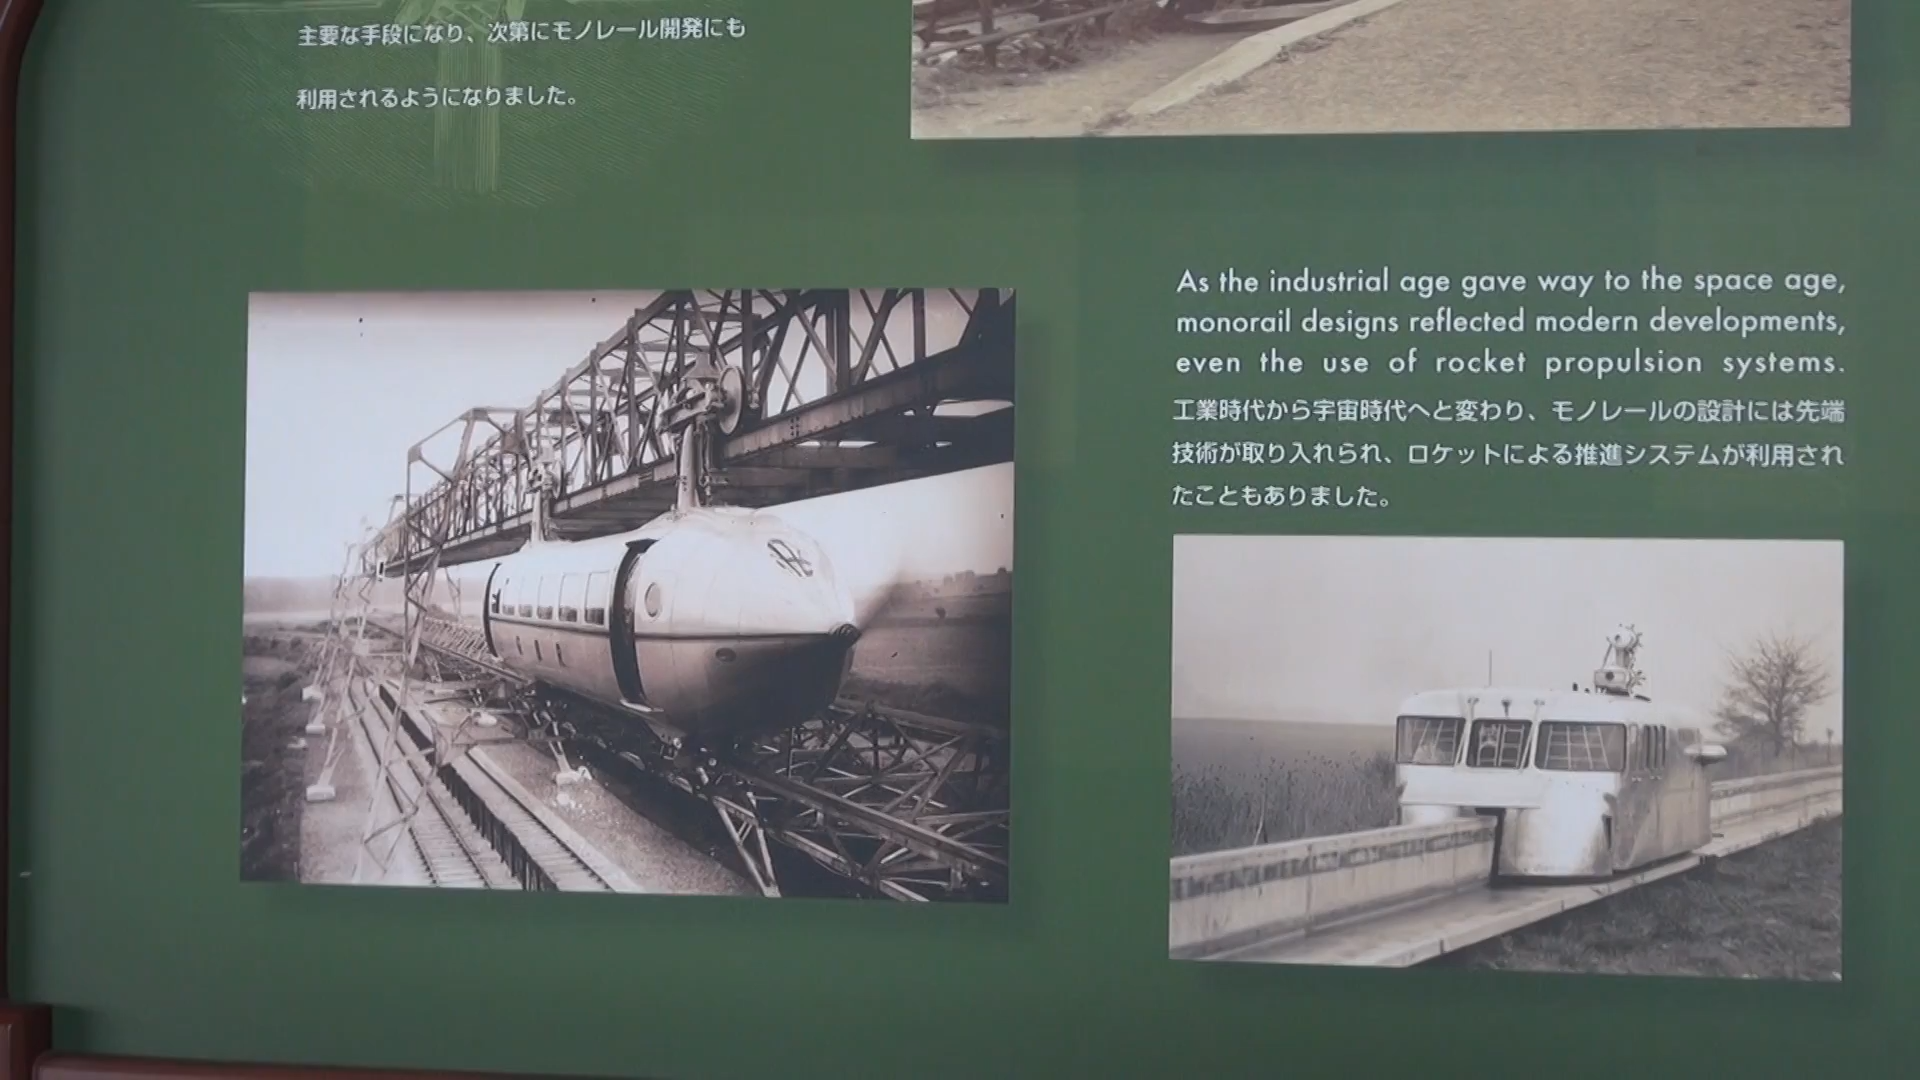 主要な手段になり、次第にモノレール開発にも
利用されるようになりました。
As the industrial age gave way to the space age,
monorail designs reflected modern developments,
even the use of rocket propulsion systems.
工業時代から宇宙時代へと変わり、モノレールの設計には先端
技術が取り入れられ、ロケットによる推進システムが利用され
たこともありました。